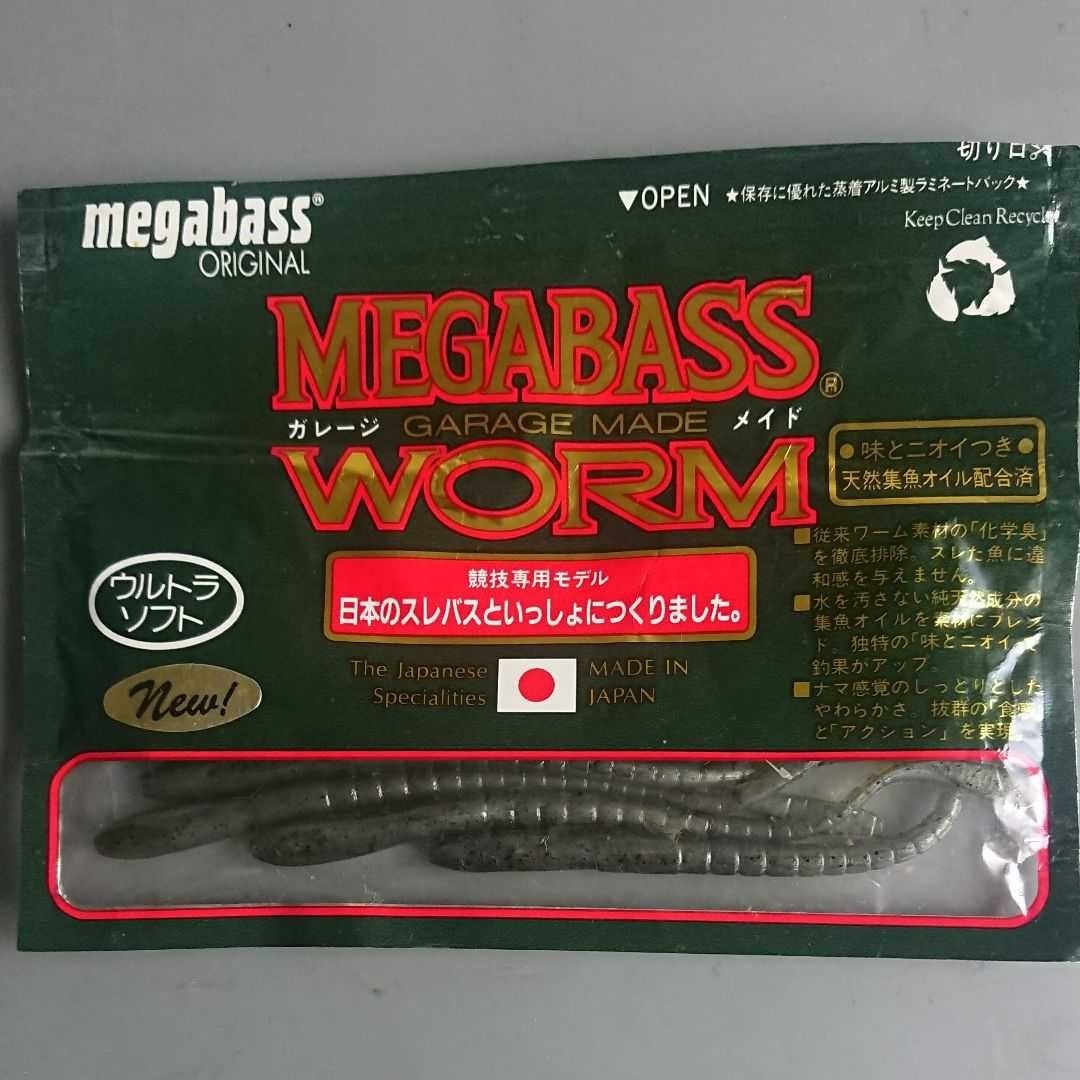 切り口
megabass®
ORIGINAL
▼OPEN ★保存に優れた蒸着アルミ製ラミネートパック★
Keep Clean Recycle
MEGABASS®
ガレージ GARAGE MADE メイド
WORM
●味とニオイつき●
天然集魚オイル配合済
■従来ワーム素材の「化学臭」
を徹底排除。スレた魚に違
和感を与えません。
■水を汚さない純天然成分の
集魚オイルを素材にブレン
ド。独特の「味とニオイ」で
釣果がアップ。
■ナマ感覚のしっとりとした
やわらかさ。抜群の「食感」
と「アクション」を実現。
ウルトラ
ソフト
競技専用モデル
日本のスレバスといっしょにつくりました。
New!
The Japanese
Specialities
MADE IN
JAPAN